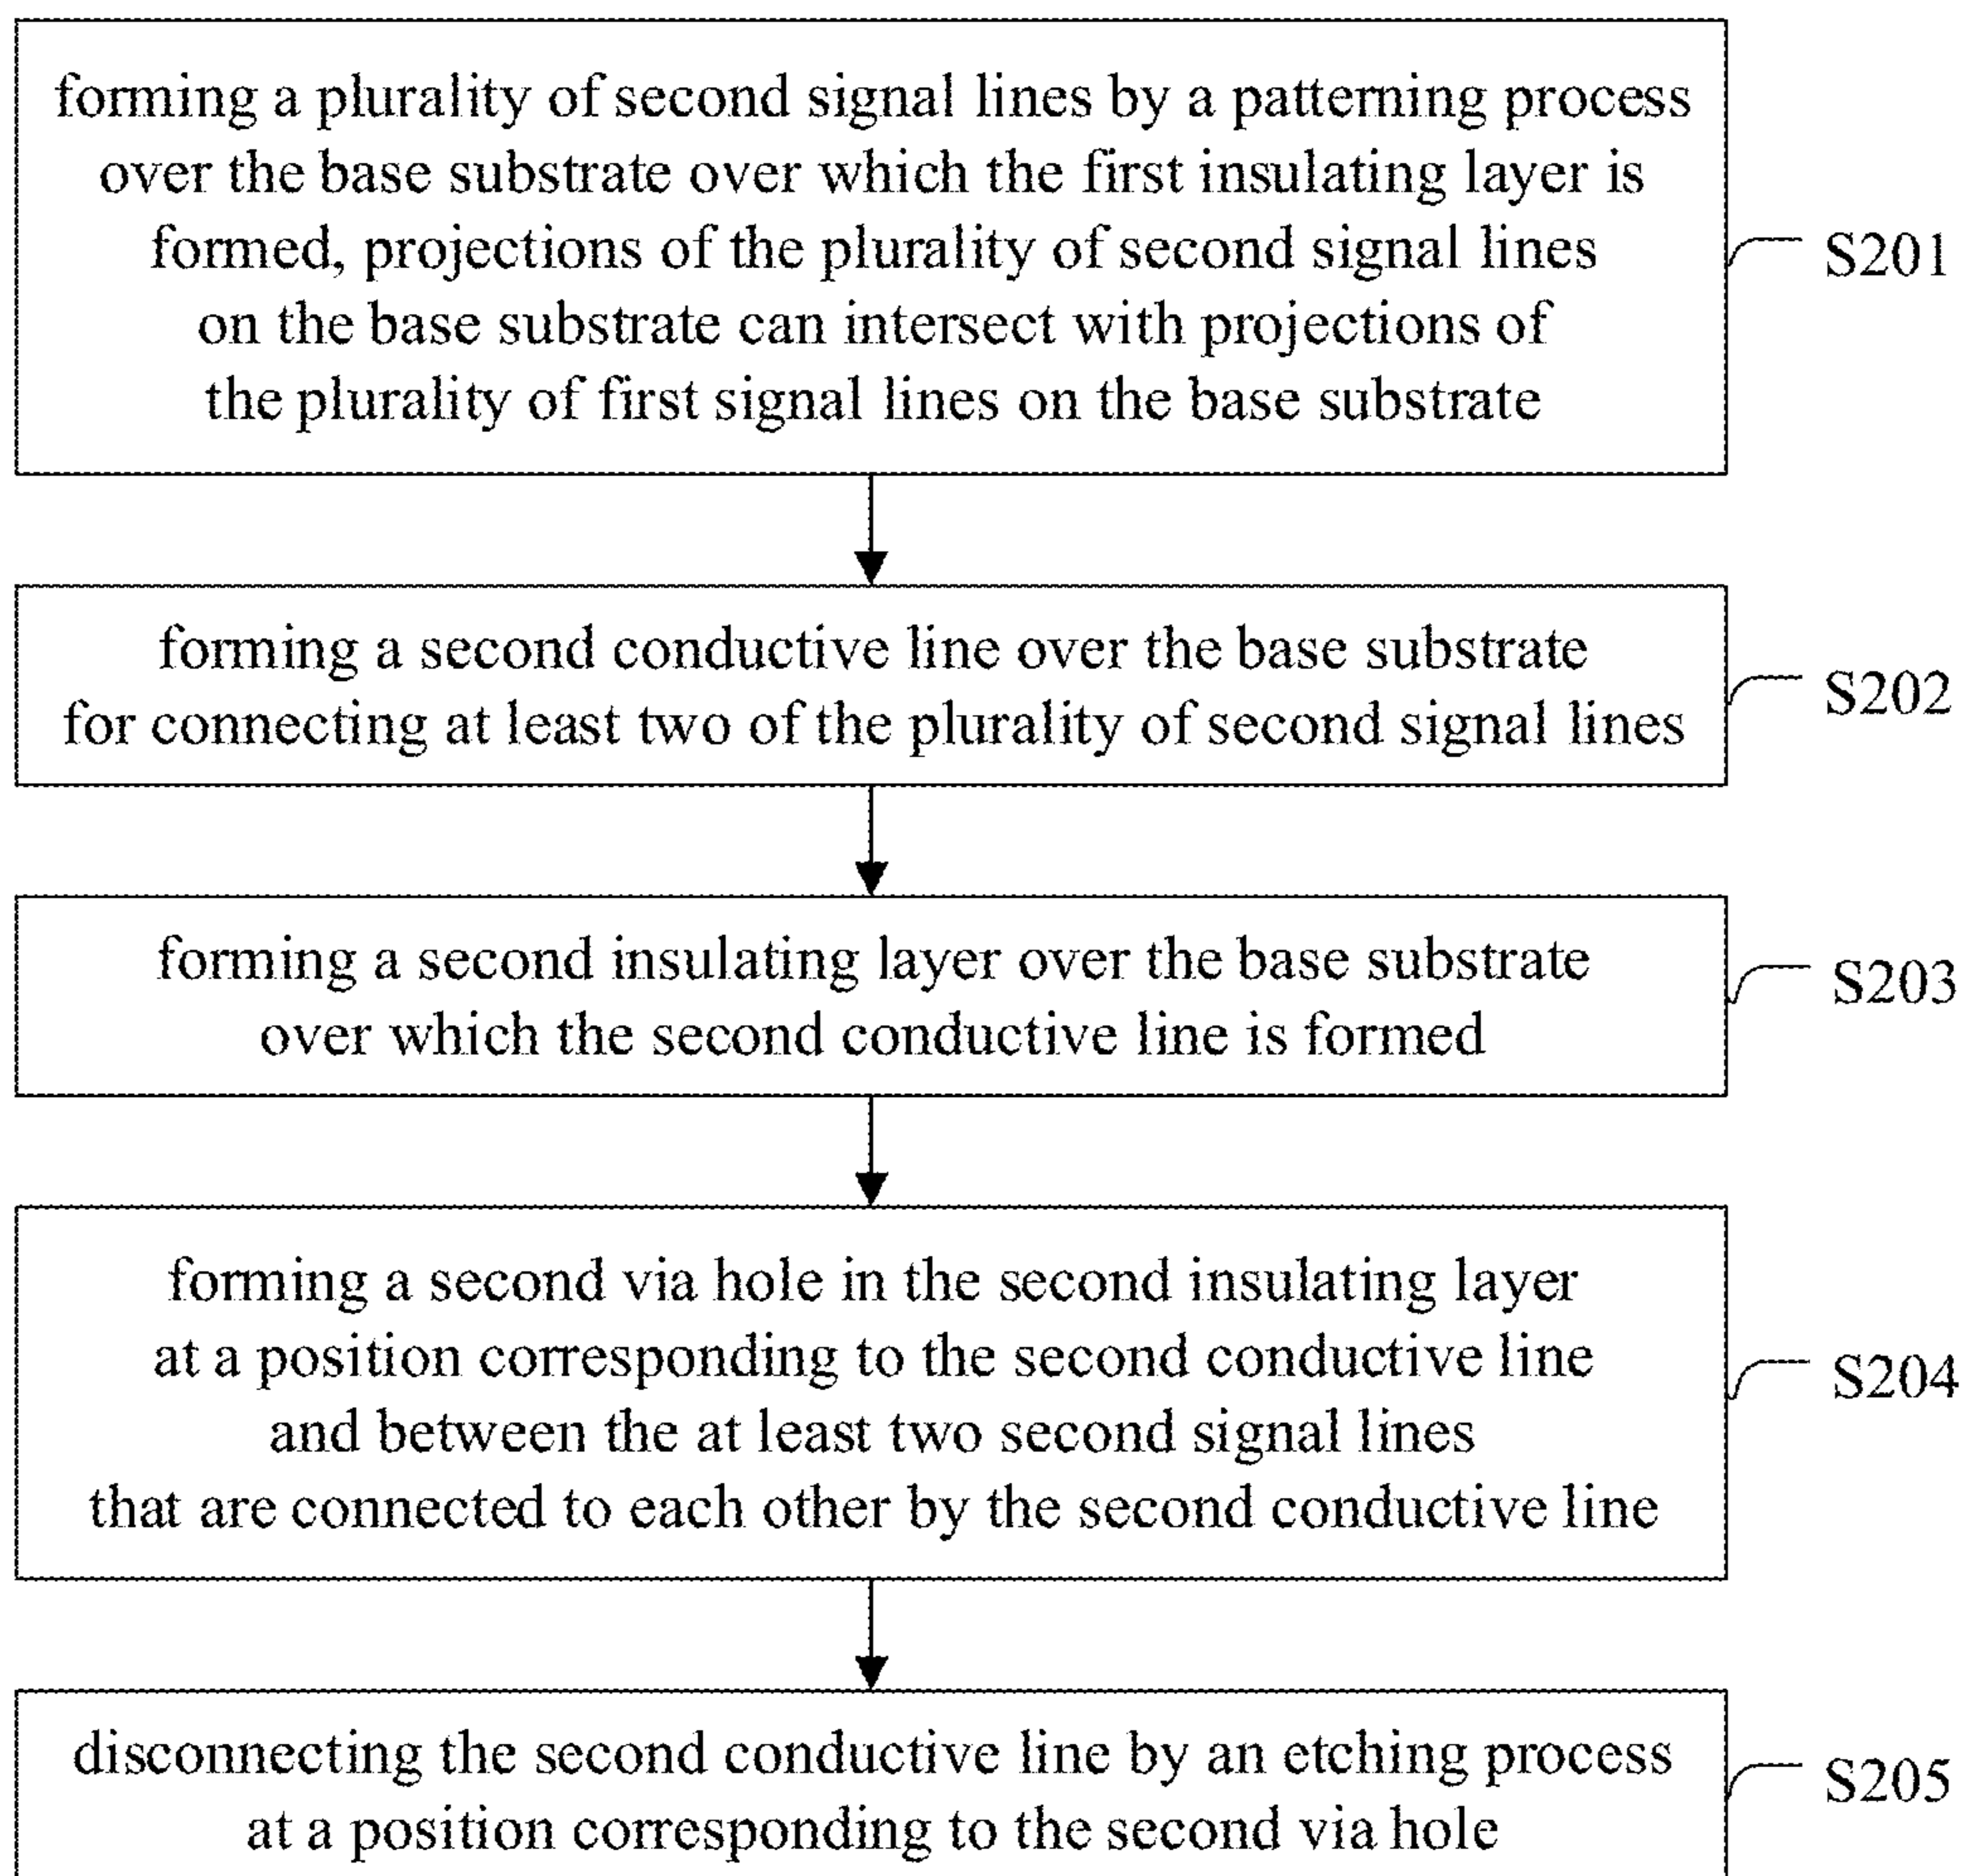 forming a plurality of second signal lines by a patterning process
over the base substrate over which the first insulating layer is
formed, projections of the plurality of second signal lines
on the base substrate can intersect with projections of
the plurality of first signal lines on the base substrate
S201
forming a second conductive line over the base substrate
for connecting at least two of the plurality of second signal lines
S202
forming a second insulating layer over the base substrate
over which the second conductive line is formed
S203
forming a second via hole in the second insulating layer
at a position corresponding to the second conductive line
and between the at least two second signal lines
that are connected to each other by the second conductive line
S204
disconnecting the second conductive line by an etching process
at a position corresponding to the second via hole
S205